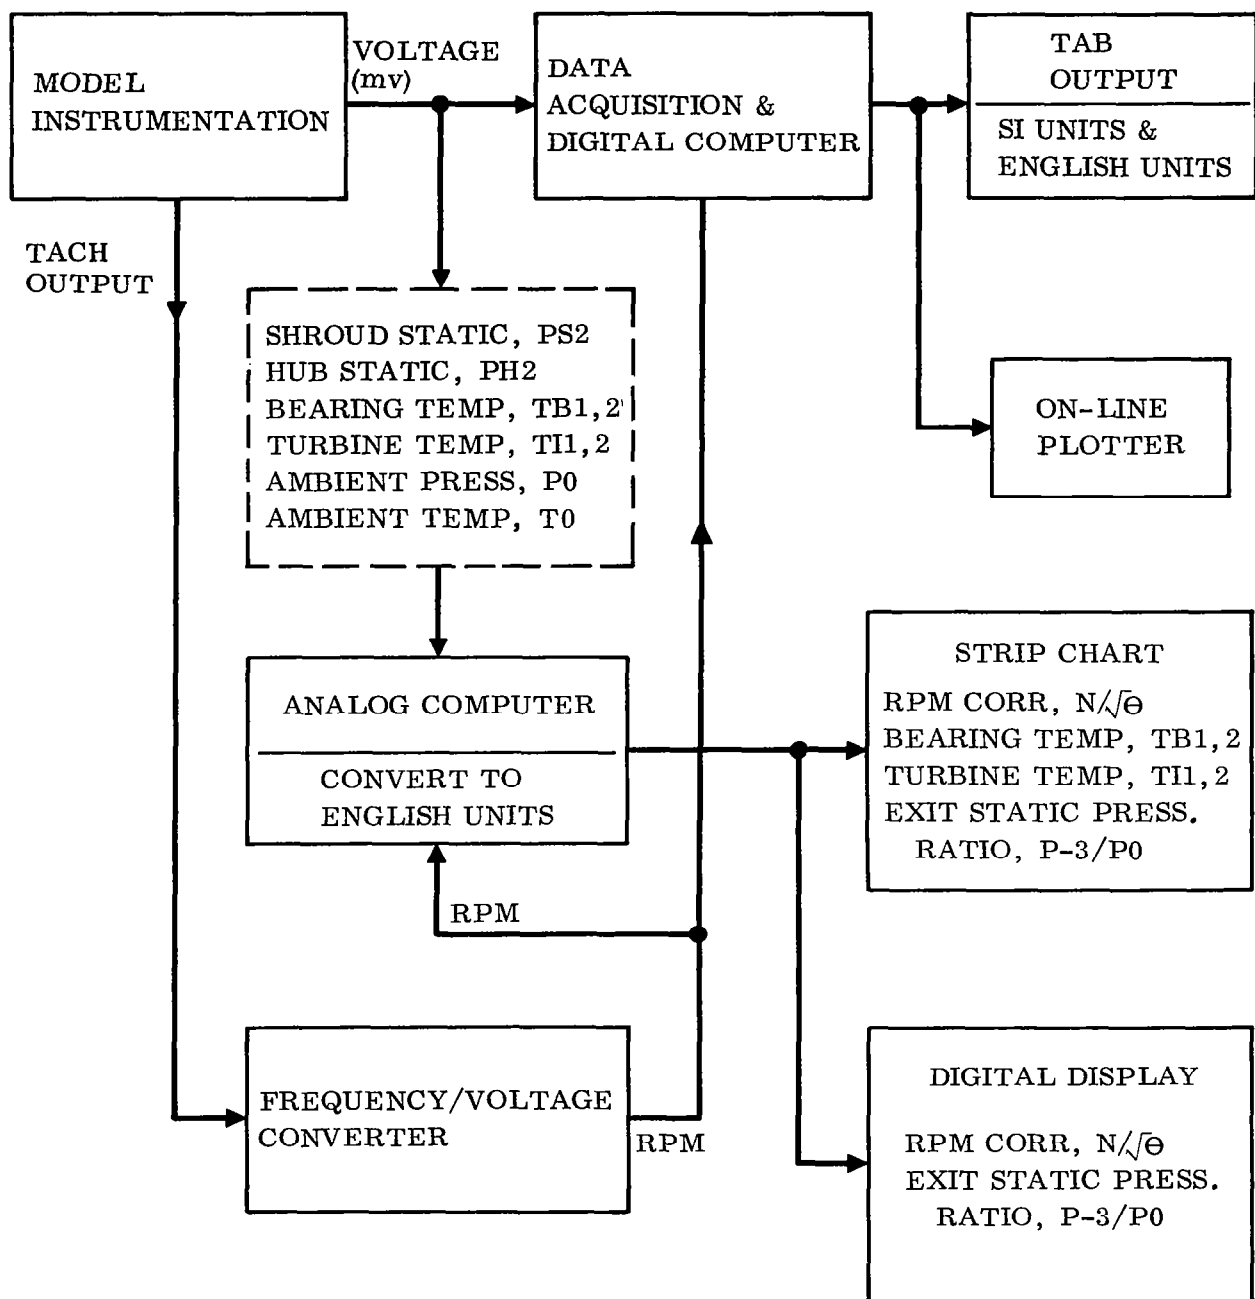 MODEL
INSTRUMENTATION
VOLTAGE
(mv)
DATA
ACQUISITION &
DIGITAL COMPUTER
TAB
OUTPUT
SI UNITS &
ENGLISH UNITS
TACH
OUTPUT
SHROUD STATIC, PS2
HUB STATIC, PH2
BEARING TEMP, TB1,2
TURBINE TEMP, TI1,2
AMBIENT PRESS, P0
AMBIENT TEMP, T0
ON-LINE
PLOTTER
ANALOG COMPUTER
CONVERT TO
ENGLISH UNITS
STRIP CHART
RPM CORR, N/√Θ
BEARING TEMP, TB1,2
TURBINE TEMP, TI1,2
EXIT STATIC PRESS.
RATIO, P-3/P0
RPM
FREQUENCY/VOLTAGE
CONVERTER
RPM
DIGITAL DISPLAY
RPM CORR, N/√Θ
EXIT STATIC PRESS.
RATIO, P-3/P0